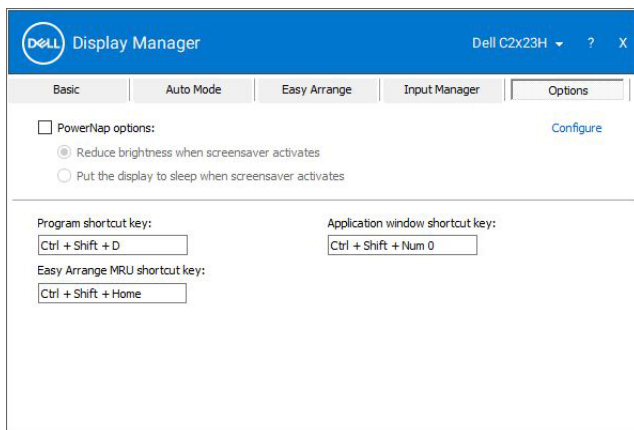 DELL Display Manager Dell C2x23H ? X
Basic Auto Mode Easy Arrange Input Manager Options
PowerNap options: Configure
Reduce brightness when screensaver activates
Put the display to sleep when screensaver activates
Program shortcut key: Application window shortcut key:
Ctrl + Shift + D Ctrl + Shift + Num 0
Easy Arrange MRU shortcut key:
Ctrl + Shift + Home